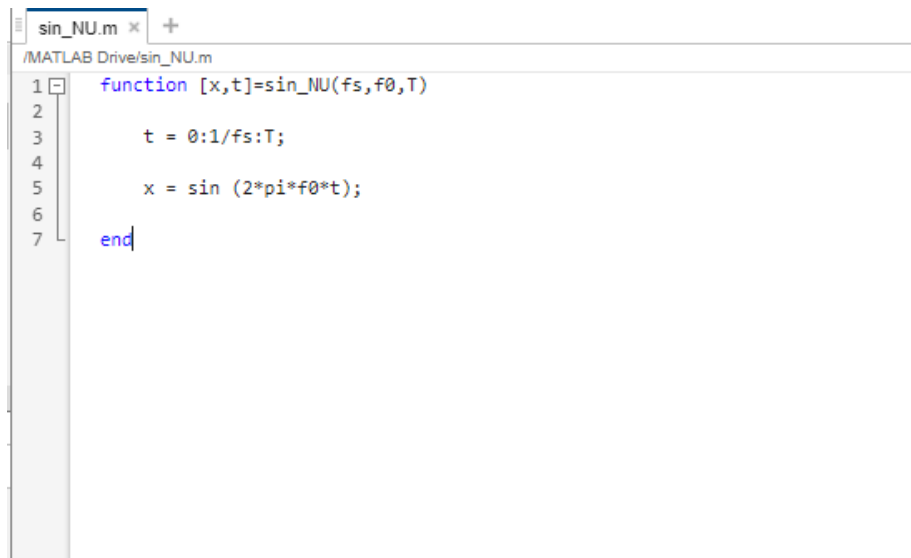 sin_NU.m × +
/MATLAB Drive/sin_NU.m
1 function [x,t]=sin_NU(fs,f0,T)
2
3 t = 0:1/fs:T;
4
5 x = sin (2*pi*f0*t);
6
7 end